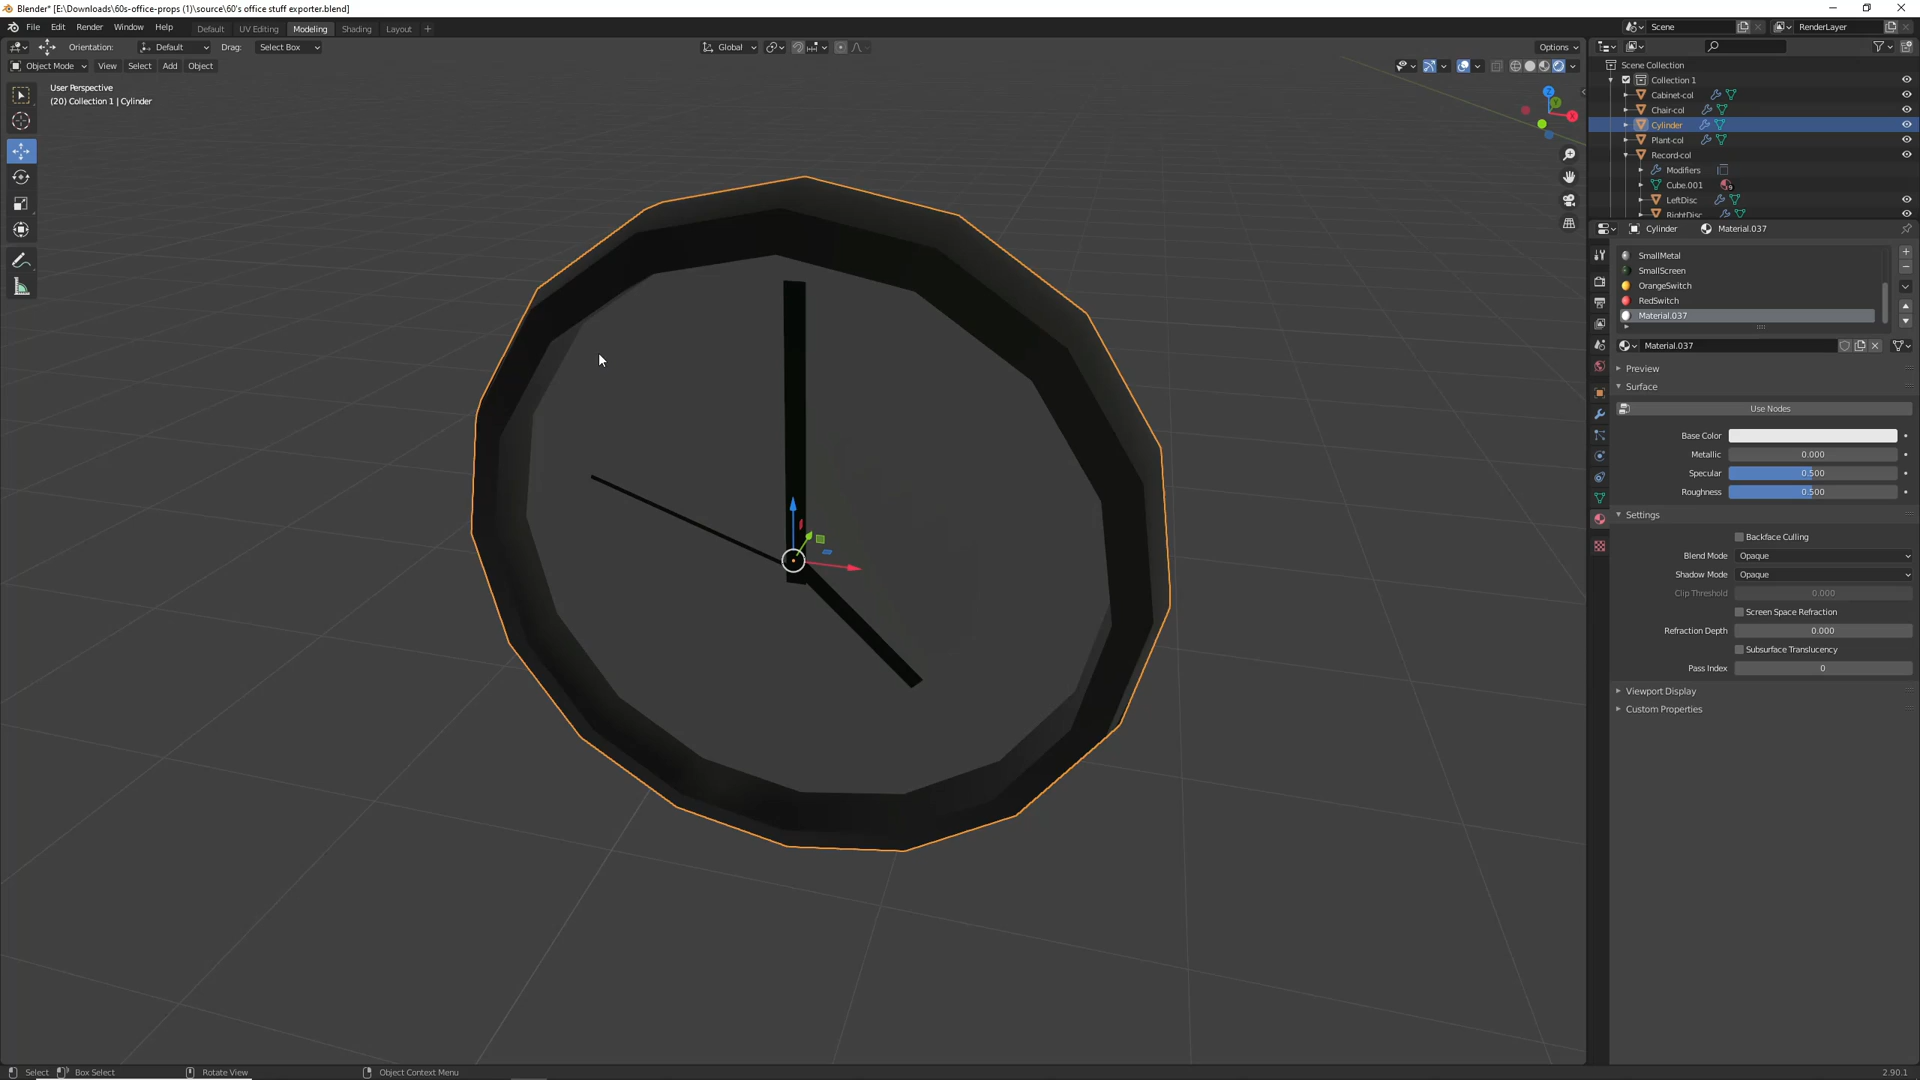 Blender* [E:\Downloads\60s-office-props (1)\source\60's office stuff exporter.blend]
File Edit Render Window Help Default UV Editing Modeling Shading Layout + Scene RenderLayer
Orientation: Default Drag: Select Box Global Options
Object Mode View Select Add Object
User Perspective
(20) Collection 1 | Cylinder
Z
Y
X
Scene Collection
Collection 1
Cabinet-col
Chair-col
Cylinder
Plant-col
Record-col
Modifiers
Cube.001 9
LeftDisc
RightDisc
Cylinder Material.037
SmallMetal
SmallScreen
OrangeSwitch
RedSwitch
Material.037
Material.037
Preview
Surface
Use Nodes
Base Color
Metallic 0.000
Specular 0.500
Roughness 0.500
Settings
Backface Culling
Blend Mode Opaque
Shadow Mode Opaque
Clip Threshold 0.000
Screen Space Refraction
Refraction Depth 0.000
Subsurface Translucency
Pass Index 0
Viewport Display
Custom Properties
Select Box Select Rotate View Object Context Menu 2.90.1